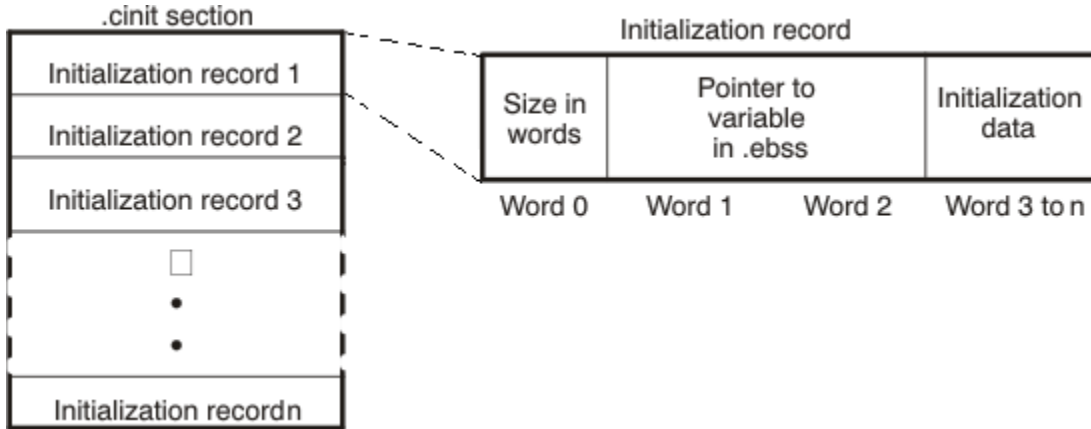 .cinit section
Initialization record 1
Initialization record 2
Initialization record 3
Initialization recordn
Initialization record
Size in
words
Pointer to
variable
in .ebss
Initialization
data
Word 0
Word 1
Word 2
Word 3 to n